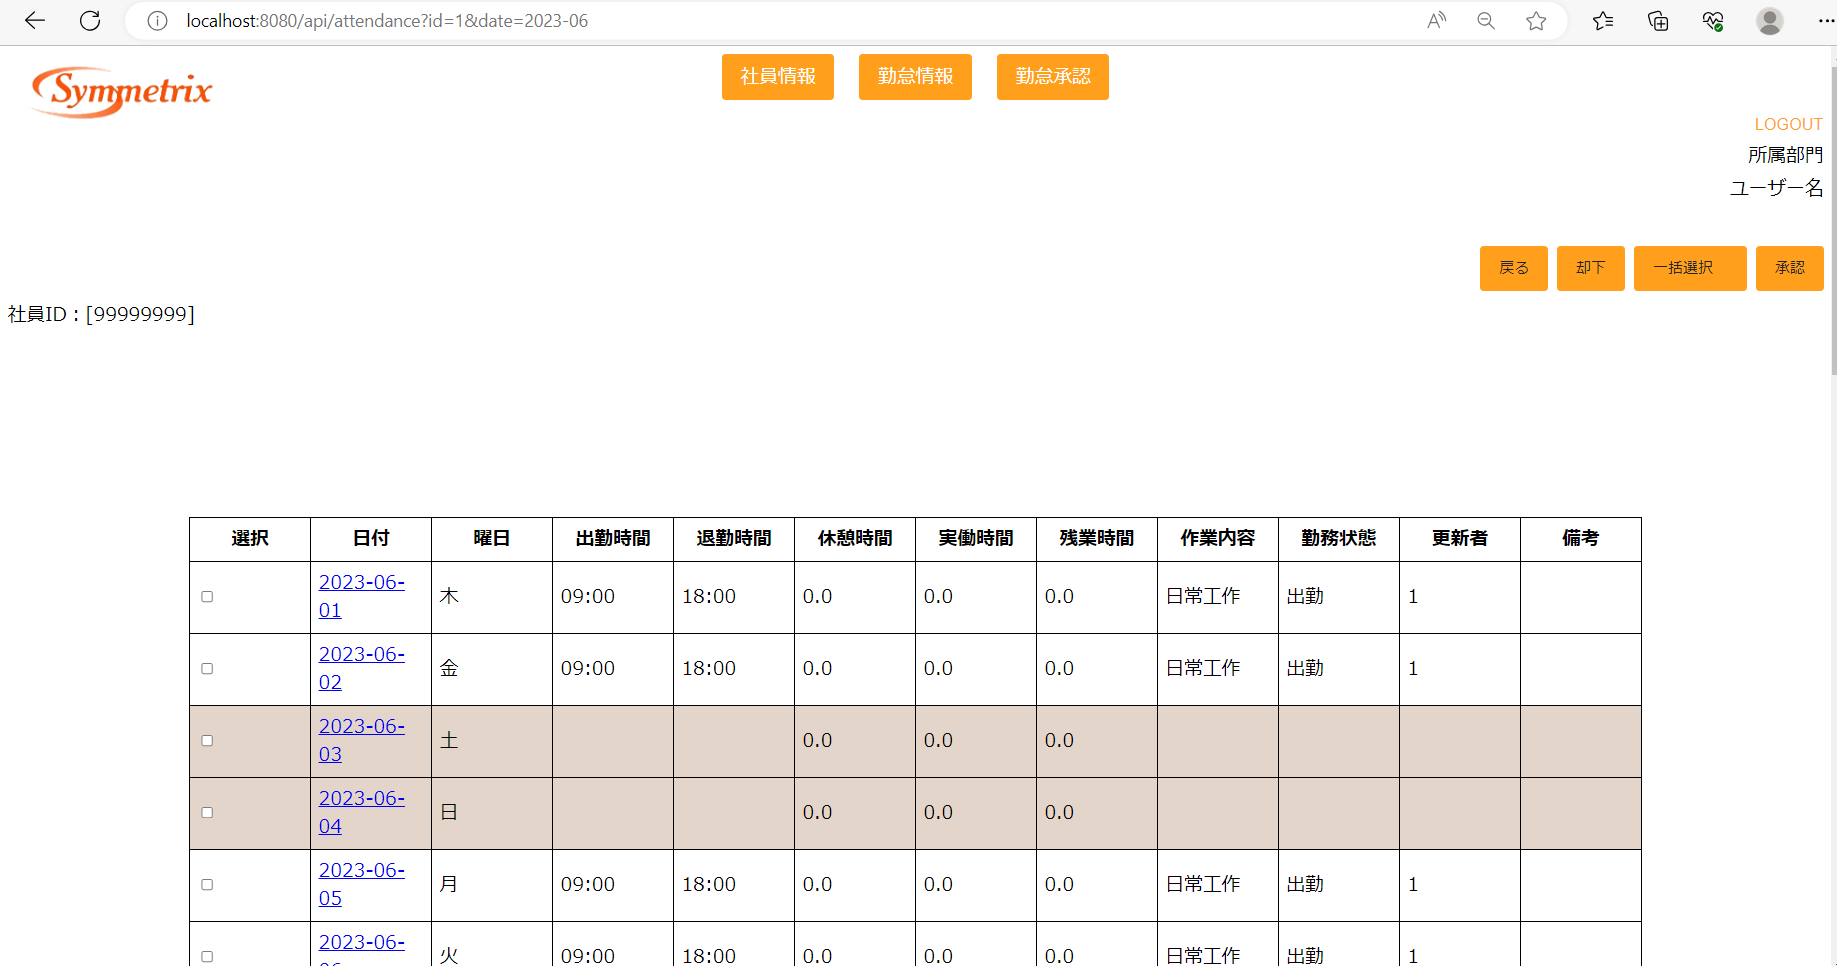 localhost:8080/api/attendance?id=1&date=2023-06
Symmetrix
社員情報 勤怠情報 勤怠承認
LOGOUT
所属部門
ユーザー名
戻る 却下 一括選択 承認
社員ID：[99999999]
選択 日付 曜日 出勤時間 退勤時間 休憩時間 実働時間 残業時間 作業内容 勤務状態 更新者 備考
2023-06-
01 木 09:00 18:00 0.0 0.0 0.0 日常工作 出勤 1
2023-06-
02 金 09:00 18:00 0.0 0.0 0.0 日常工作 出勤 1
2023-06-
03 土 0.0 0.0 0.0
2023-06-
04 日 0.0 0.0 0.0
2023-06-
05 月 09:00 18:00 0.0 0.0 0.0 日常工作 出勤 1
2023-06-
火 09:00 18:00 0.0 0.0 0.0 日常工作 出勤 1